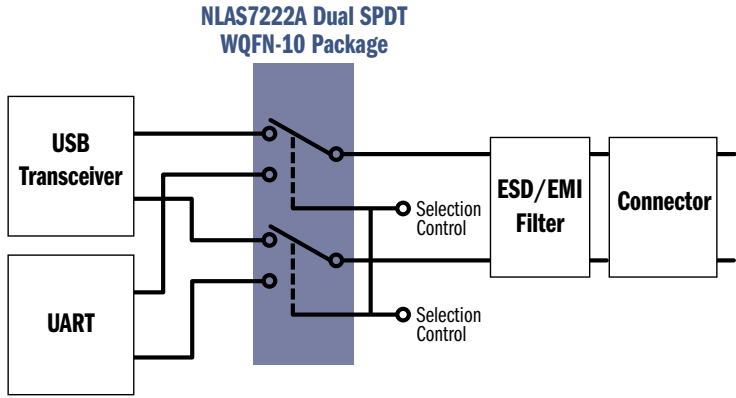 NLAS7222A Dual SPDT
WQFN-10 Package
USB
Transceiver
UART
Selection
Control
Selection
Control
ESD/EMI
Filter
Connector